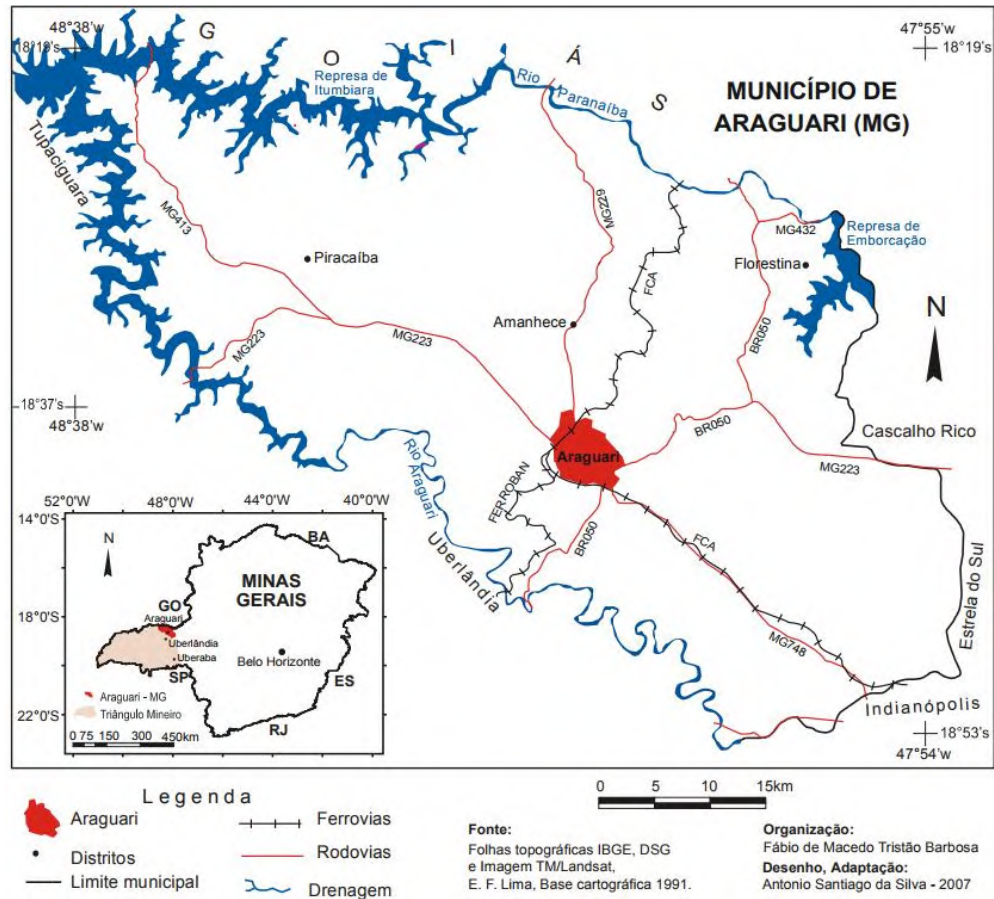 48°38'w
18°19's
GOIÁS
47°55'w
18°19's
MUNICÍPIO DE
ARAGUARI (MG)
Represa de
Itumbiara
Rio Paranaíba
Tupaciguara
MG413
MG229
FCA
MG432
Represa de
Emborcação
Florestina
Piracaíba
Amanhece
N
BR050
MG223
MG223
18°37's
48°38'w
Araguari
BR050
Cascalho Rico
MG223
Rio Araguari
FERROBAN
Uberlândia
BR050
FCA
MG748
Estrela do Sul
Indianópolis
18°53's
47°54'w
52°0'0
48°0'W
44°0'W
40°0'W
14°0'S
18°0'S
22°0'S
N
BA
MINAS
GERAIS
GO
Araguari
Uberlândia
Uberaba
Belo Horizonte
SP
ES
RJ
Araguari - MG
Triângulo Mineiro
0 75 150 300 450km
0 5 10 15km
Legenda
Araguari
Distritos
Limite municipal
Ferrovias
Rodovias
Drenagem
Fonte:
Folhas topográficas IBGE, DSG
e Imagem TM/Landsat,
E. F. Lima, Base cartográfica 1991.
Organização:
Fábio de Macedo Tristão Barbosa
Desenho, Adaptação:
Antonio Santiago da Silva - 2007